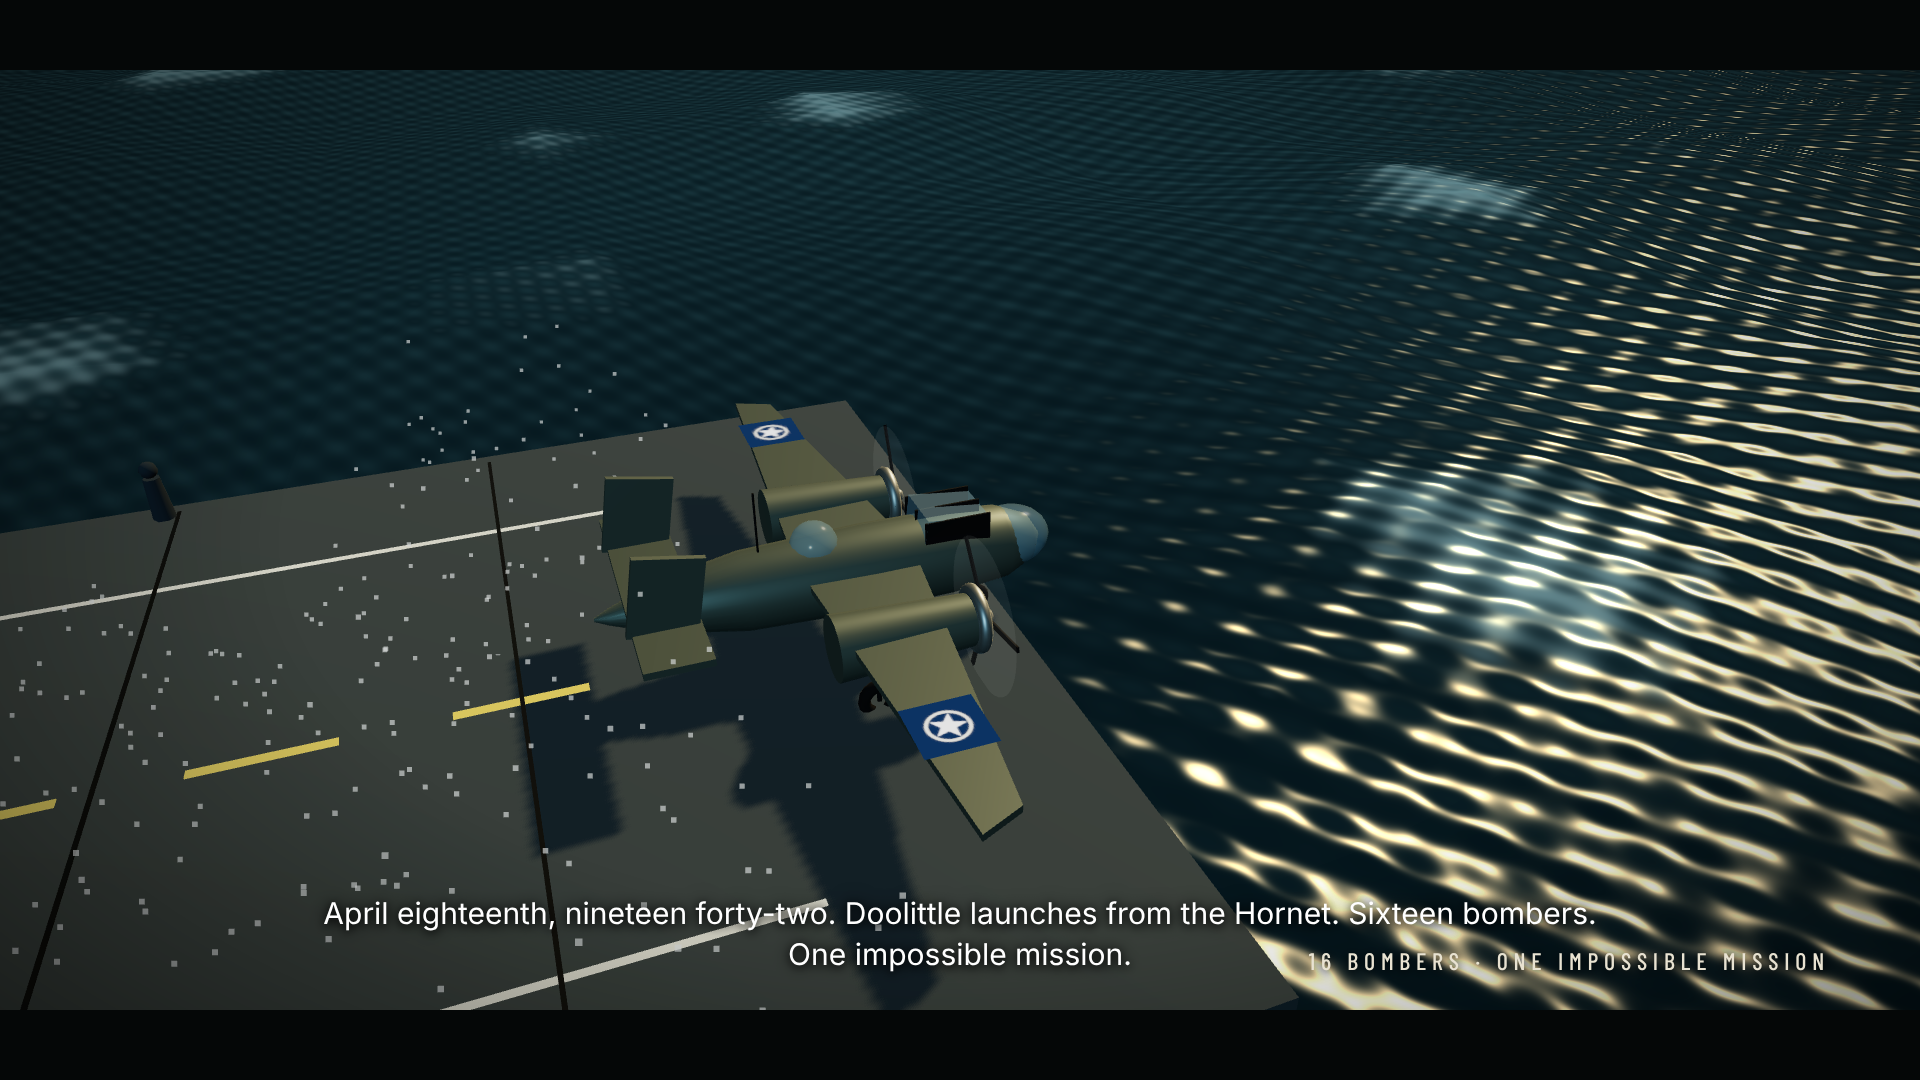 April eighteenth, nineteen forty-two. Doolittle launches from the Hornet. Sixteen bombers.
One impossible mission.
16 BOMBERS · ONE IMPOSSIBLE MISSION